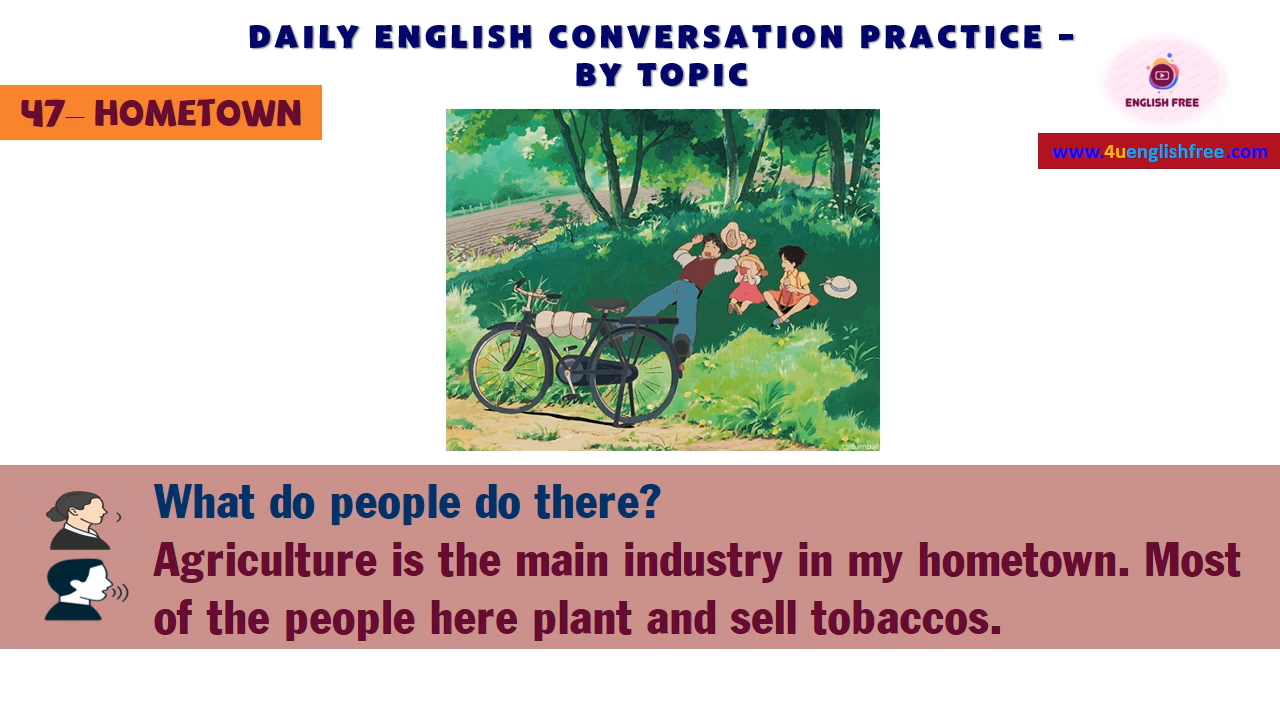 DAILY ENGLISH CONVERSATION PRACTICE –
BY TOPIC
47– HOMETOWN
ENGLISH FREE
www.4uenglishfree.com
What do people do there?
Agriculture is the main industry in my hometown. Most
of the people here plant and sell tobaccos.